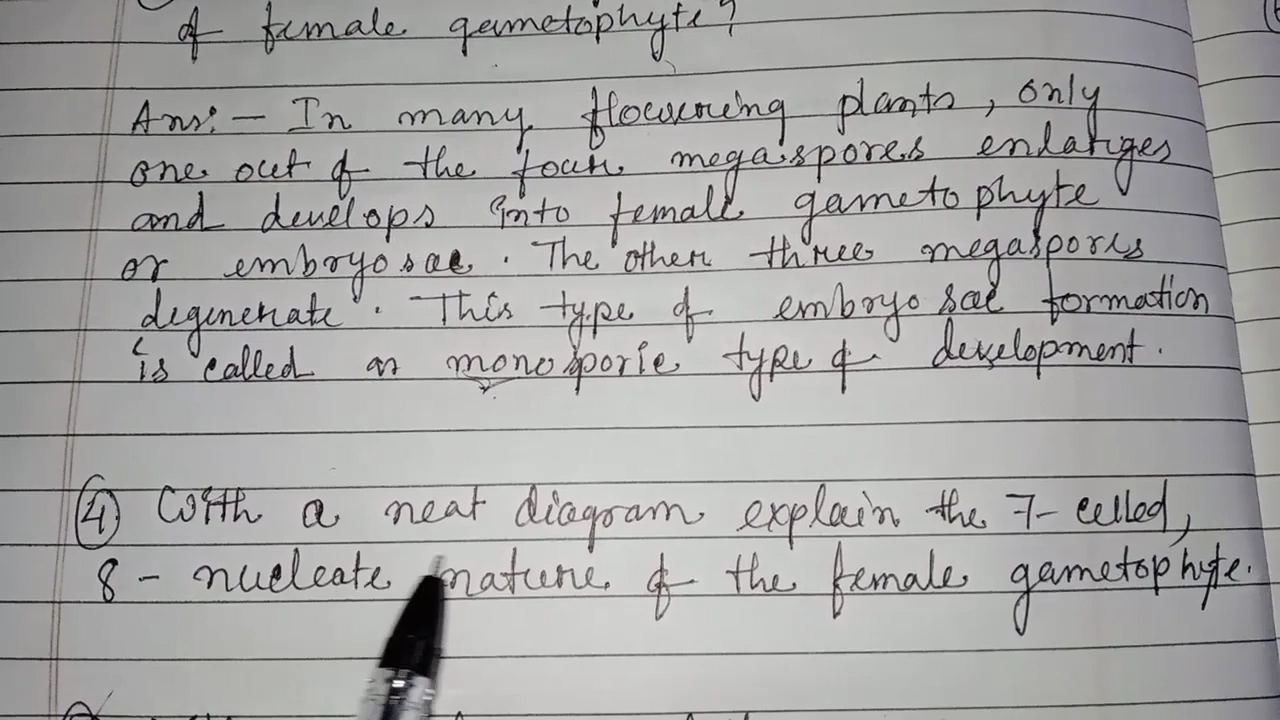 of female gametophyte?
Ans:- In many flowering plants, only
one out of the four megaspores enlarges
and develops into female gametophyte
or embryo sac. The other three megaspores
degenerate. This type of embryo sac formation
is called as monosporic type of development.
④ With a neat diagram explain the 7-celled,
8-nucleate nature of the female gametophyte.